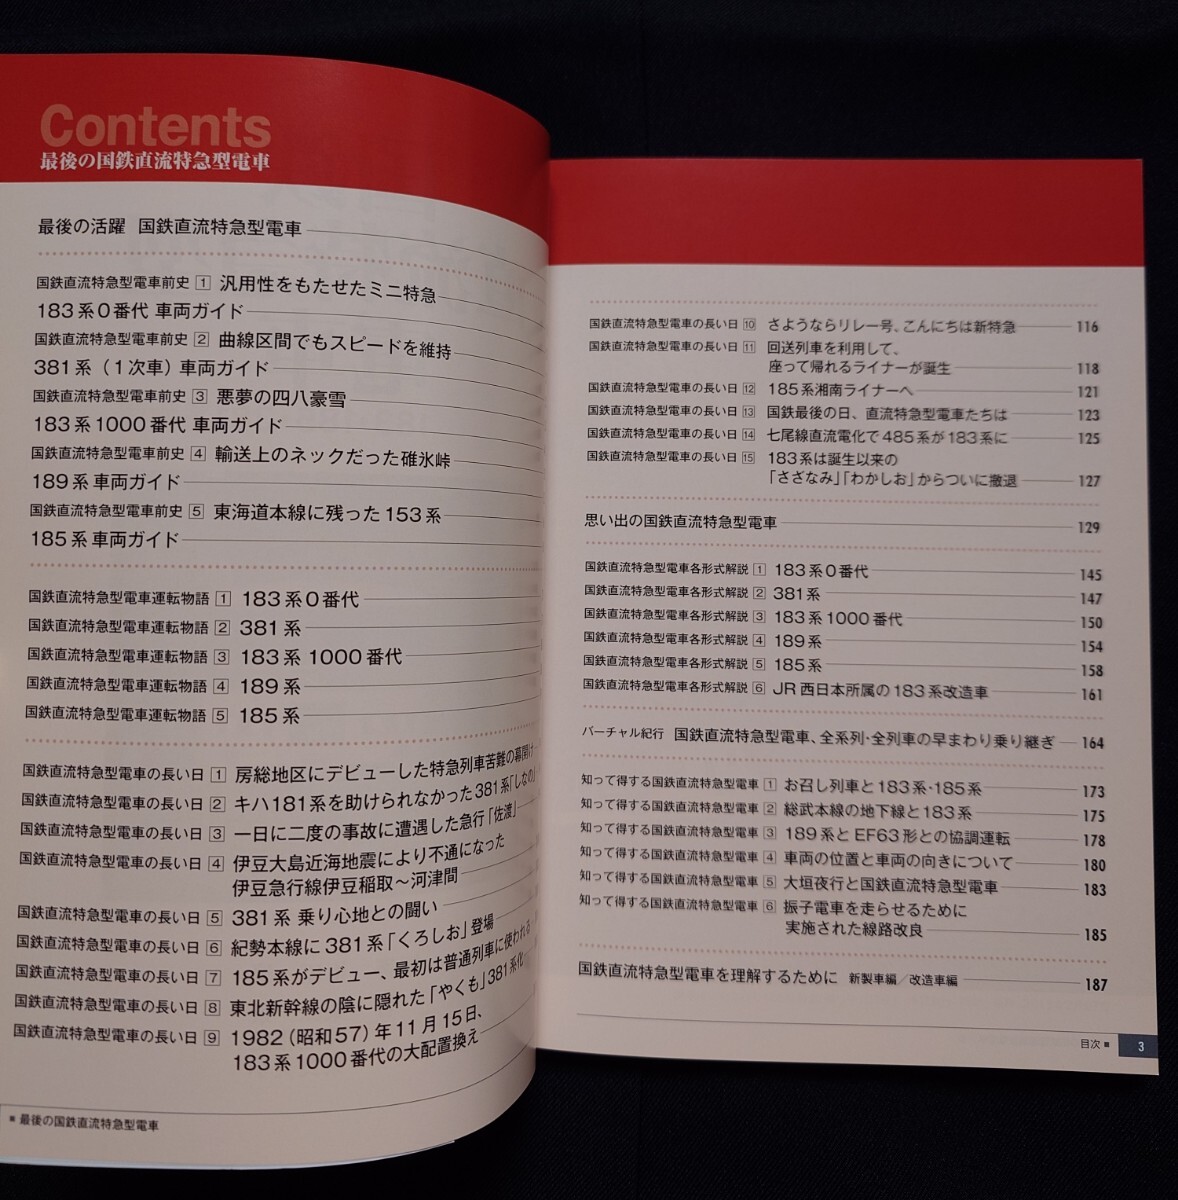 Contents
最後の国鉄直流特急型電車
最後の活躍 国鉄直流特急型電車
国鉄直流特急型電車前史 1 汎用性をもたせたミニ特急
183系0番代 車両ガイド
国鉄直流特急型電車前史 2 曲線区間でもスピードを維持
381系（1次車）車両ガイド
国鉄直流特急型電車前史 3 悪夢の四八豪雪
183系1000番代 車両ガイド
国鉄直流特急型電車前史 4 輸送上のネックだった碓氷峠
189系 車両ガイド
国鉄直流特急型電車前史 5 東海道本線に残った153系
185系 車両ガイド
国鉄直流特急型電車運転物語 1 183系0番代
国鉄直流特急型電車運転物語 2 381系
国鉄直流特急型電車運転物語 3 183系1000番代
国鉄直流特急型電車運転物語 4 189系
国鉄直流特急型電車運転物語 5 185系
国鉄直流特急型電車の長い日 1 房総地区にデビューした特急列車苦難の幕開け
国鉄直流特急型電車の長い日 2 キハ181系を助けられなかった381系「しなの」
国鉄直流特急型電車の長い日 3 一日に二度の事故に遭遇した急行「佐渡」
国鉄直流特急型電車の長い日 4 伊豆大島近海地震により不通になった
伊豆急行線伊豆稲取～河津間
国鉄直流特急型電車の長い日 5 381系 乗り心地との闘い
国鉄直流特急型電車の長い日 6 紀勢本線に381系「くろしお」登場
国鉄直流特急型電車の長い日 7 185系がデビュー、最初は普通列車に使われる
国鉄直流特急型電車の長い日 8 東北新幹線の陰に隠れた「やくも」381系化
国鉄直流特急型電車の長い日 9 1982（昭和57）年11月15日、
183系1000番代の大配置換え
■ 最後の国鉄直流特急型電車
国鉄直流特急型電車の長い日 10 さようならリレー号、こんにちは新特急 116
国鉄直流特急型電車の長い日 11 回送列車を利用して、
座って帰れるライナーが誕生 118
国鉄直流特急型電車の長い日 12 185系湘南ライナーへ 121
国鉄直流特急型電車の長い日 13 国鉄最後の日、直流特急型電車たちは 123
国鉄直流特急型電車の長い日 14 七尾線直流電化で485系が183系に 125
国鉄直流特急型電車の長い日 15 183系は誕生以来の
「さざなみ」「わかしお」からついに撤退 127
思い出の国鉄直流特急型電車 129
国鉄直流特急型電車各形式解説 1 183系0番代 145
国鉄直流特急型電車各形式解説 2 381系 147
国鉄直流特急型電車各形式解説 3 183系1000番代 150
国鉄直流特急型電車各形式解説 4 189系 154
国鉄直流特急型電車各形式解説 5 185系 158
国鉄直流特急型電車各形式解説 6 JR西日本所属の183系改造車 161
バーチャル紀行 国鉄直流特急型電車、全系列・全列車の早まわり乗り継ぎ 164
知って得する国鉄直流特急型電車 1 お召し列車と183系・185系 173
知って得する国鉄直流特急型電車 2 総武本線の地下線と183系 175
知って得する国鉄直流特急型電車 3 189系とEF63形との協調運転 178
知って得する国鉄直流特急型電車 4 車両の位置と車両の向きについて 180
知って得する国鉄直流特急型電車 5 大垣夜行と国鉄直流特急型電車 183
知って得する国鉄直流特急型電車 6 振子電車を走らせるために
実施された線路改良 185
国鉄直流特急型電車を理解するために 新製車編／改造車編 187
目次 ■ 3